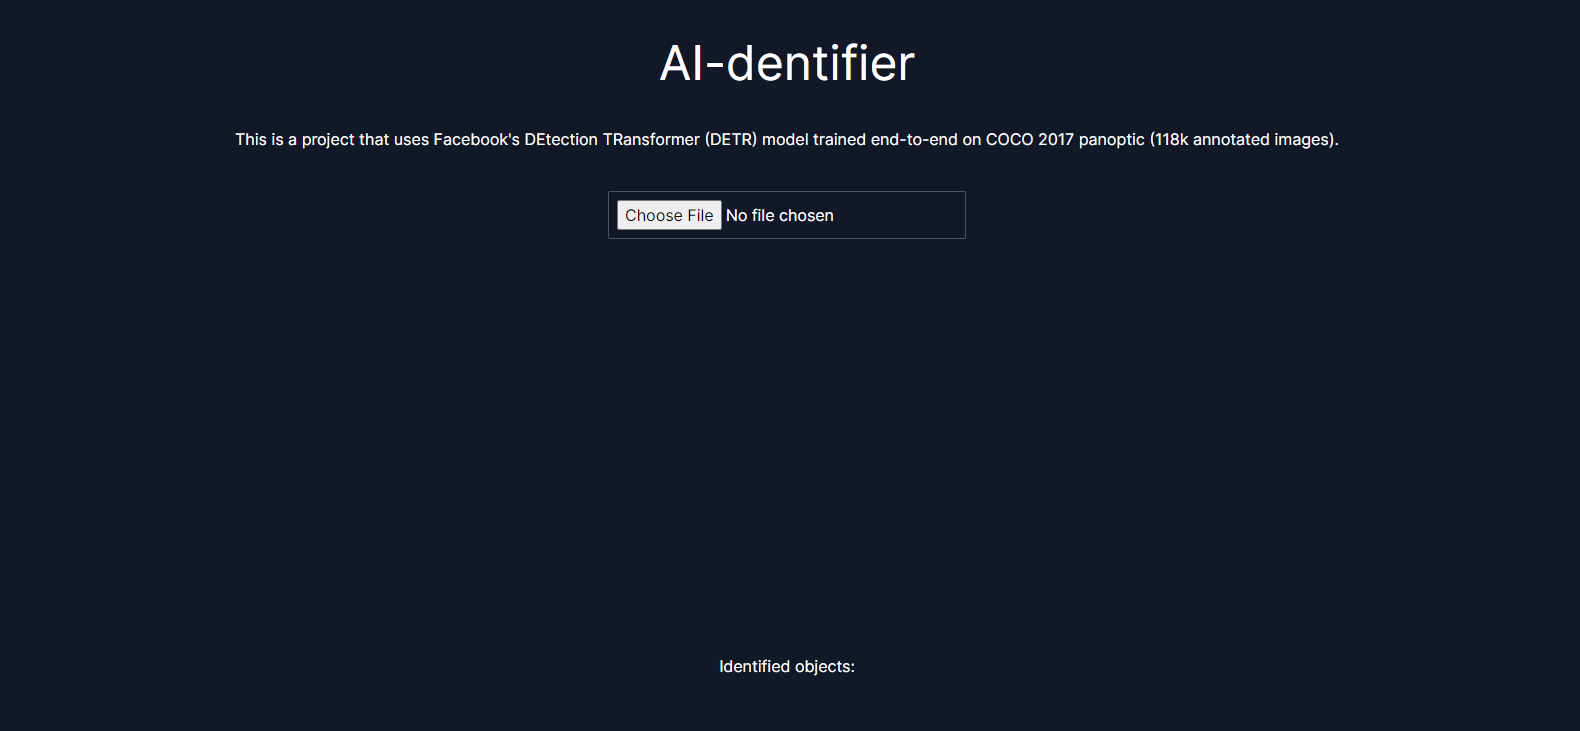 AI-dentifier
This is a project that uses Facebook's DEtection TRansformer (DETR) model trained end-to-end on COCO 2017 panoptic (118k annotated images).
Choose File No file chosen
Identified objects: